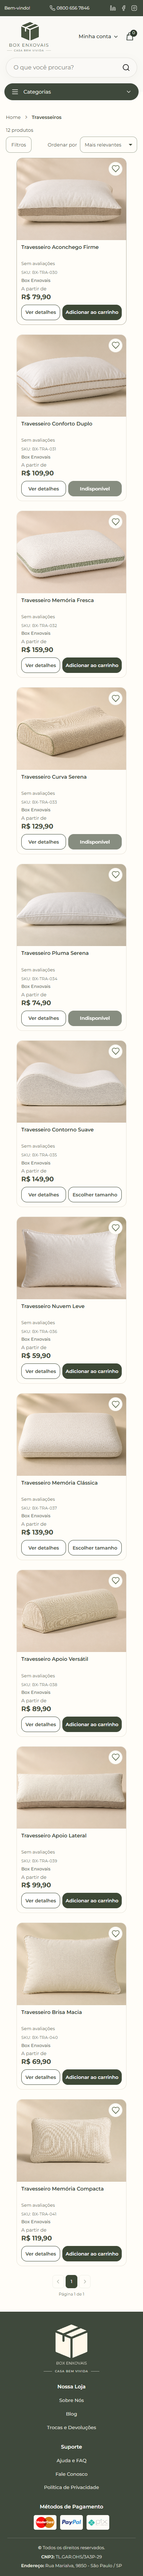 Bem-vindo!
0800 656 7846
BOX ENXOVAIS
CASA BEM VIVIDA
Minha conta
0
O que você procura?
Categorias
Home > Travesseiros
12 produtos
Filtros
Ordenar por
Mais relevantes
Travesseiro Aconchego Firme
Sem avaliações
SKU: BX-TRA-030
Box Enxovais
A partir de
R$ 79,90
Ver detalhes
Adicionar ao carrinho
Travesseiro Conforto Duplo
Sem avaliações
SKU: BX-TRA-031
Box Enxovais
A partir de
R$ 109,90
Ver detalhes
Indisponível
Travesseiro Memória Fresca
Sem avaliações
SKU: BX-TRA-032
Box Enxovais
A partir de
R$ 159,90
Ver detalhes
Adicionar ao carrinho
Travesseiro Curva Serena
Sem avaliações
SKU: BX-TRA-033
Box Enxovais
A partir de
R$ 129,90
Ver detalhes
Indisponível
Travesseiro Pluma Serena
Sem avaliações
SKU: BX-TRA-034
Box Enxovais
A partir de
R$ 74,90
Ver detalhes
Indisponível
Travesseiro Contorno Suave
Sem avaliações
SKU: BX-TRA-035
Box Enxovais
A partir de
R$ 149,90
Ver detalhes
Escolher tamanho
Travesseiro Nuvem Leve
Sem avaliações
SKU: BX-TRA-036
Box Enxovais
A partir de
R$ 59,90
Ver detalhes
Adicionar ao carrinho
Travesseiro Memória Clássica
Sem avaliações
SKU: BX-TRA-037
Box Enxovais
A partir de
R$ 139,90
Ver detalhes
Escolher tamanho
Travesseiro Apoio Versátil
Sem avaliações
SKU: BX-TRA-038
Box Enxovais
A partir de
R$ 89,90
Ver detalhes
Adicionar ao carrinho
Travesseiro Apoio Lateral
Sem avaliações
SKU: BX-TRA-039
Box Enxovais
A partir de
R$ 99,90
Ver detalhes
Adicionar ao carrinho
Travesseiro Brisa Macia
Sem avaliações
SKU: BX-TRA-040
Box Enxovais
A partir de
R$ 69,90
Ver detalhes
Adicionar ao carrinho
Travesseiro Memória Compacta
Sem avaliações
SKU: BX-TRA-041
Box Enxovais
A partir de
R$ 119,90
Ver detalhes
Adicionar ao carrinho
1
Página 1 de 1
BOX ENXOVAIS
CASA BEM VIVIDA
Nossa Loja
Sobre Nós
Blog
Trocas e Devoluções
Suporte
Ajuda e FAQ
Fale Conosco
Política de Privacidade
Métodos de Pagamento
MasterCard
PayPal
© Todos os direitos reservados.
Endereço: Rua Mariava, 9850 - São Paulo / SP